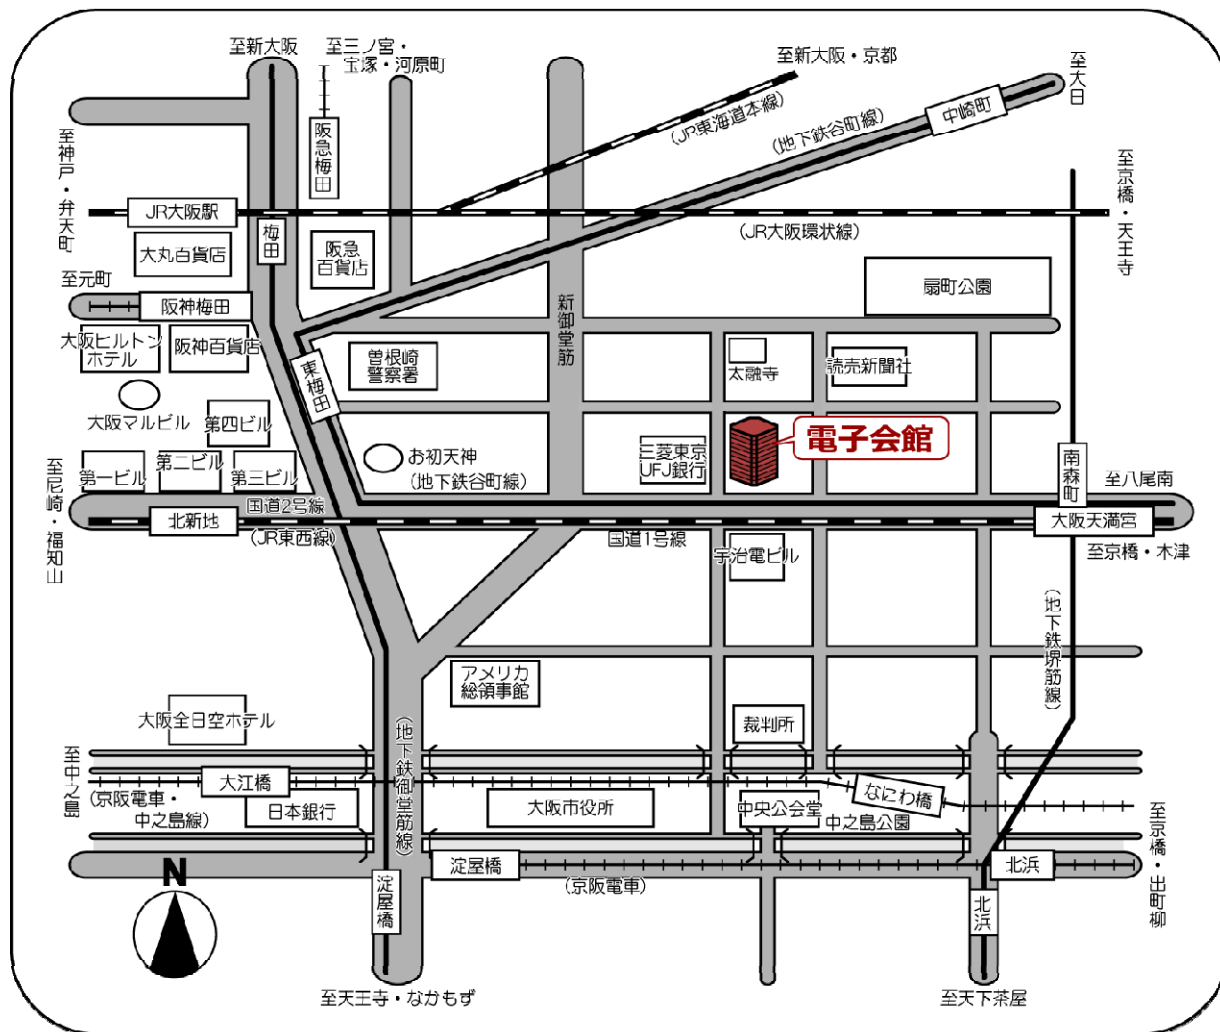 至新大阪
至三ノ宮・
宝塚・河原町
至新大阪・京都
至大日
(JR東海道本線)
(地下鉄谷町線)
中崎町
至神戸・弁天町
阪急梅田
至京橋・天王寺
JR大阪駅
梅田
(JR大阪環状線)
大丸百貨店
阪急
百貨店
至元町
阪神梅田
新御堂筋
扇町公園
大阪ヒルトン
ホテル
阪神百貨店
東梅田
曽根崎
警察署
太融寺
読売新聞社
大阪マルビル
第四ビル
電子会館
お初天神
(地下鉄谷町線)
三菱東京
UFJ銀行
南森町
第一ビル
第二ビル
第三ビル
至八尾南
至尼崎・福知山
国道2号線
北新地
(JR東西線)
国道1号線
大阪天満宮
宇治電ビル
至京橋・木津
(地下鉄堺筋線)
アメリカ
総領事館
大阪全日空ホテル
裁判所
(地下鉄御堂筋線)
至中之島
大江橋
なにわ橋
(京阪電車・
中之島線)
日本銀行
大阪市役所
中央公会堂
中之島公園
至京橋・出町柳
淀屋橋
北浜
(京阪電車)
N
淀屋橋
北浜
至天王寺・なかもず
至天下茶屋